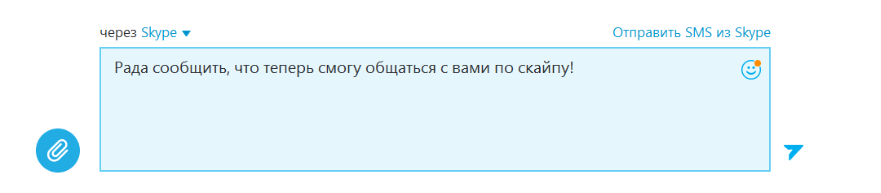 через Skype
Отправить SMS из Skype
Рада сообщить, что теперь смогу общаться с вами по скайпу!